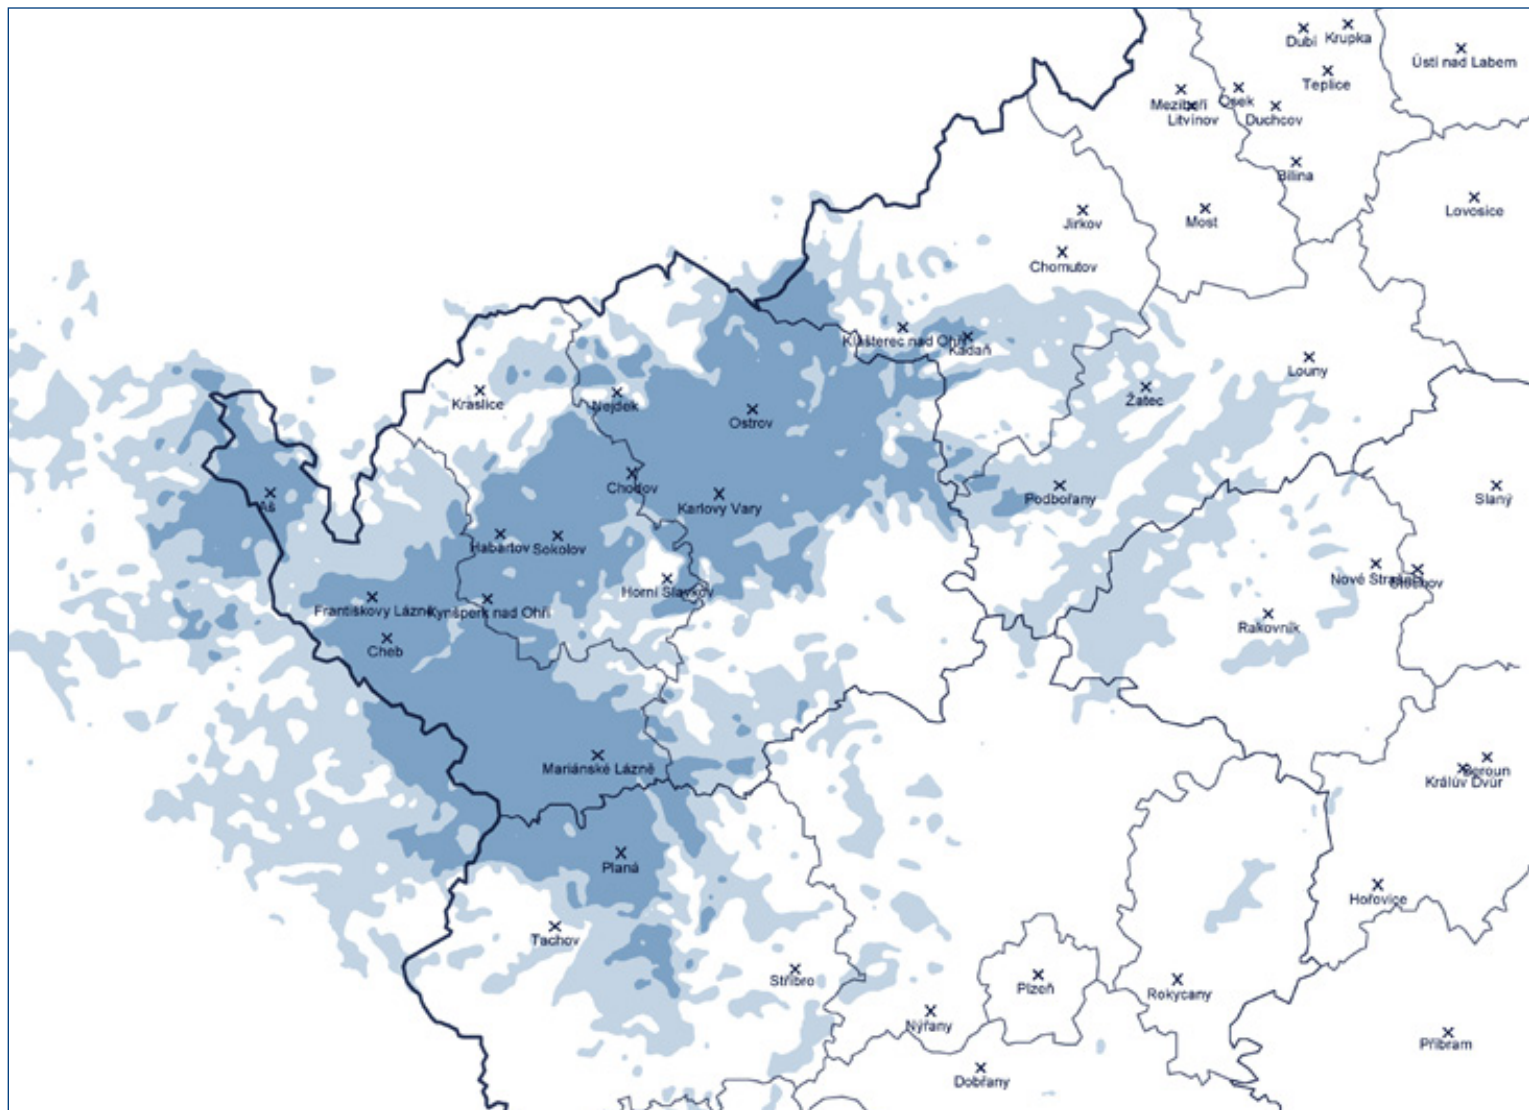 Dubí
Krupka
Ústí nad Labem
Teplice
Meziboří
Osek
Litvínov
Duchcov
Bílina
Lovosice
Jirkov
Most
Chomutov
Klášterec nad Ohří
Kadaň
Louny
Kraslice
Nejdek
Žatec
Ostrov
Chodov
Podbořany
Slaný
Aš
Karlovy Vary
Habartov
Sokolov
Nové Strašecí
Stochov
Horní Slavkov
Františkovy Lázně
Kynšperk nad Ohří
Rakovník
Cheb
Mariánské Lázně
Beroun
Králův Dvůr
Planá
Hořovice
Tachov
Stříbro
Plzeň
Rokycany
Nýřany
Příbram
Dobřany